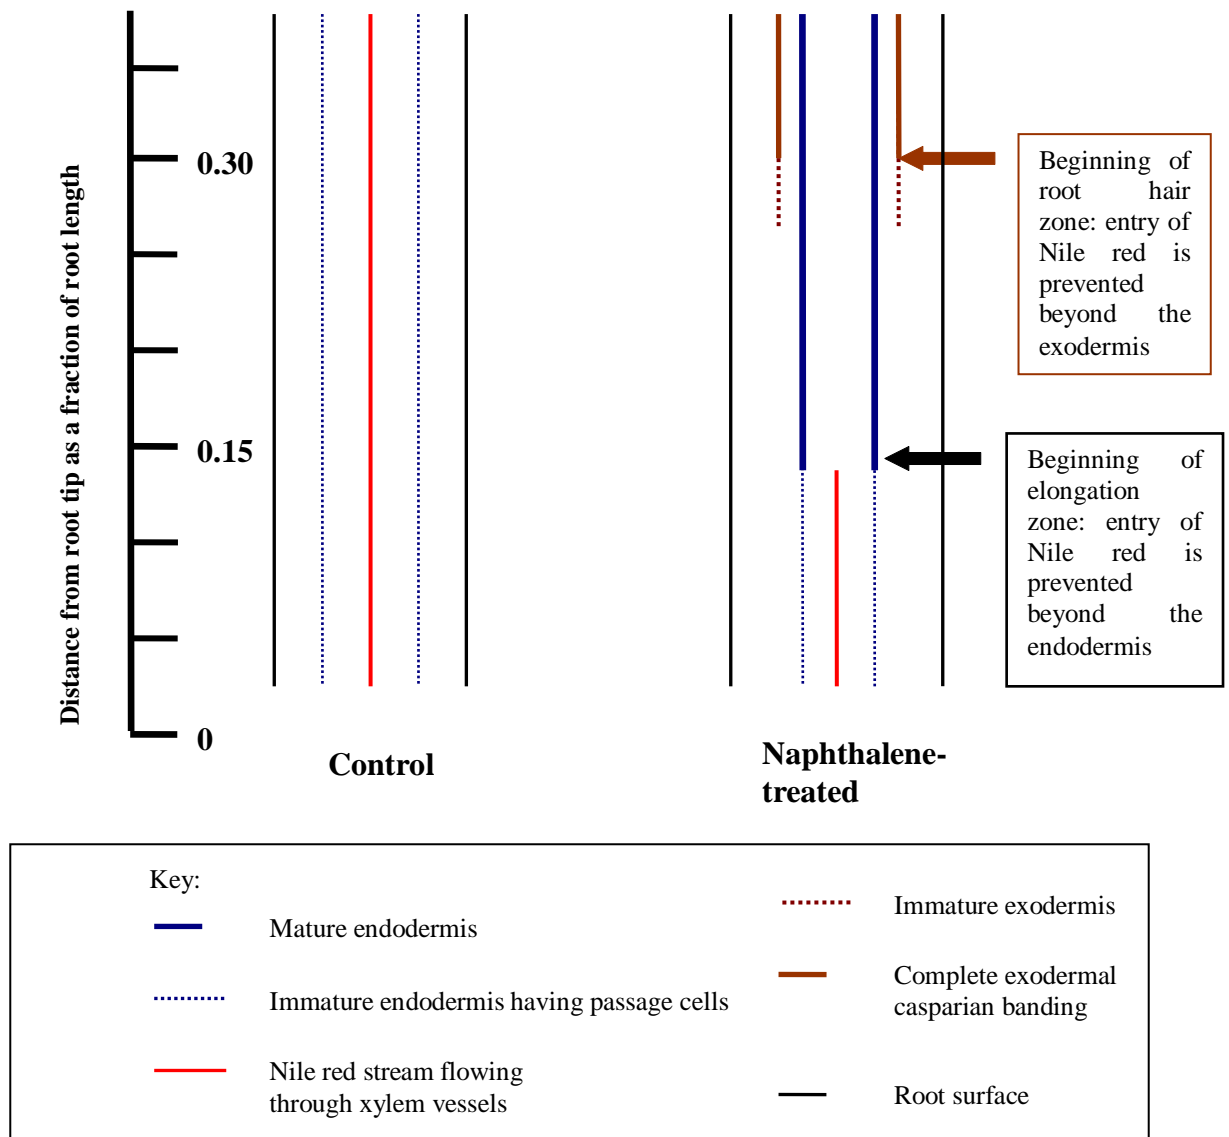 Distance from root tip as a fraction of root length
0.30
0.15
0
Control
Naphthalene-
treated
Beginning of
root hair
zone: entry of
Nile red is
prevented
beyond the
exodermis
Beginning of
elongation
zone: entry of
Nile red is
prevented
beyond the
endodermis
Key:
Mature endodermis
Immature endodermis having passage cells
Nile red stream flowing
through xylem vessels
Immature exodermis
Complete exodermal
casparian banding
Root surface